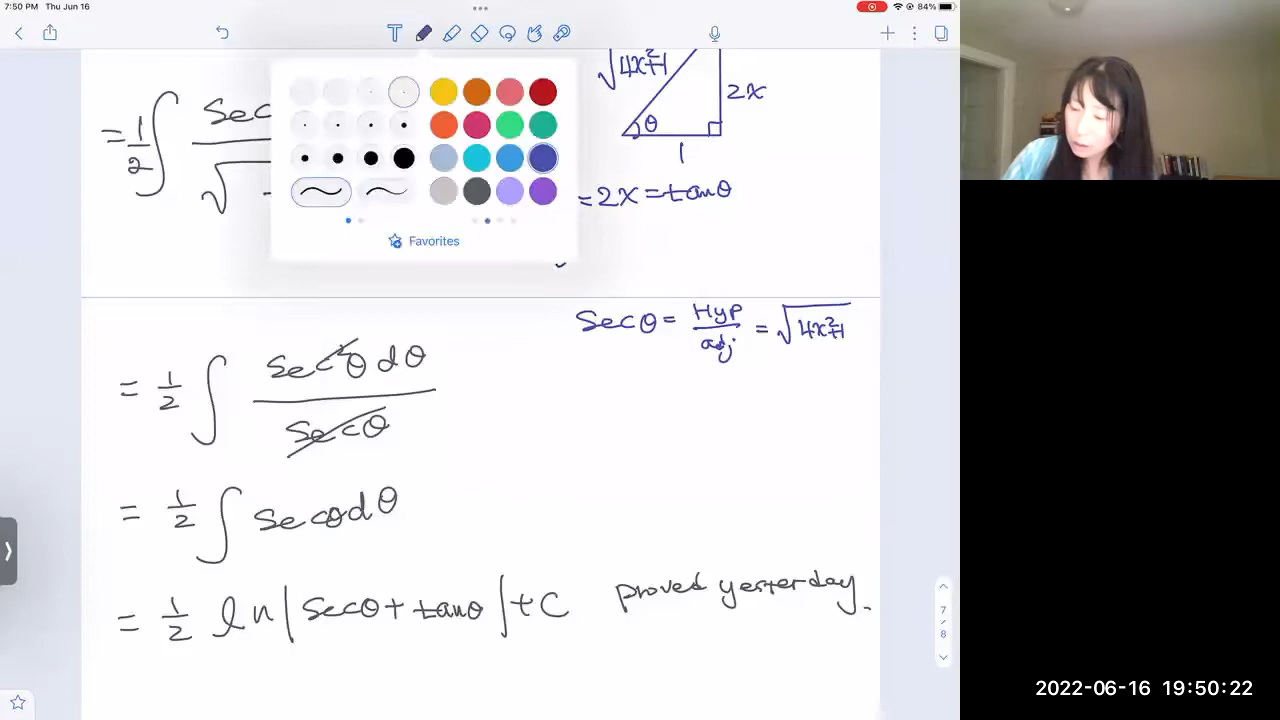 7:50 PM Thu Jun 16
84%
√4x²+1
2x
θ
1
= 1/2 ∫ sec
√
= 2x = tanθ
Favorites
secθ = Hyp/adj = √4x²+1
= 1/2 ∫ sec²θ dθ / secθ
= 1/2 ∫ secθdθ
= 1/2 ln|secθ + tanθ| + C proved yesterday.
7
/
8
2022-06-16 19:50:22